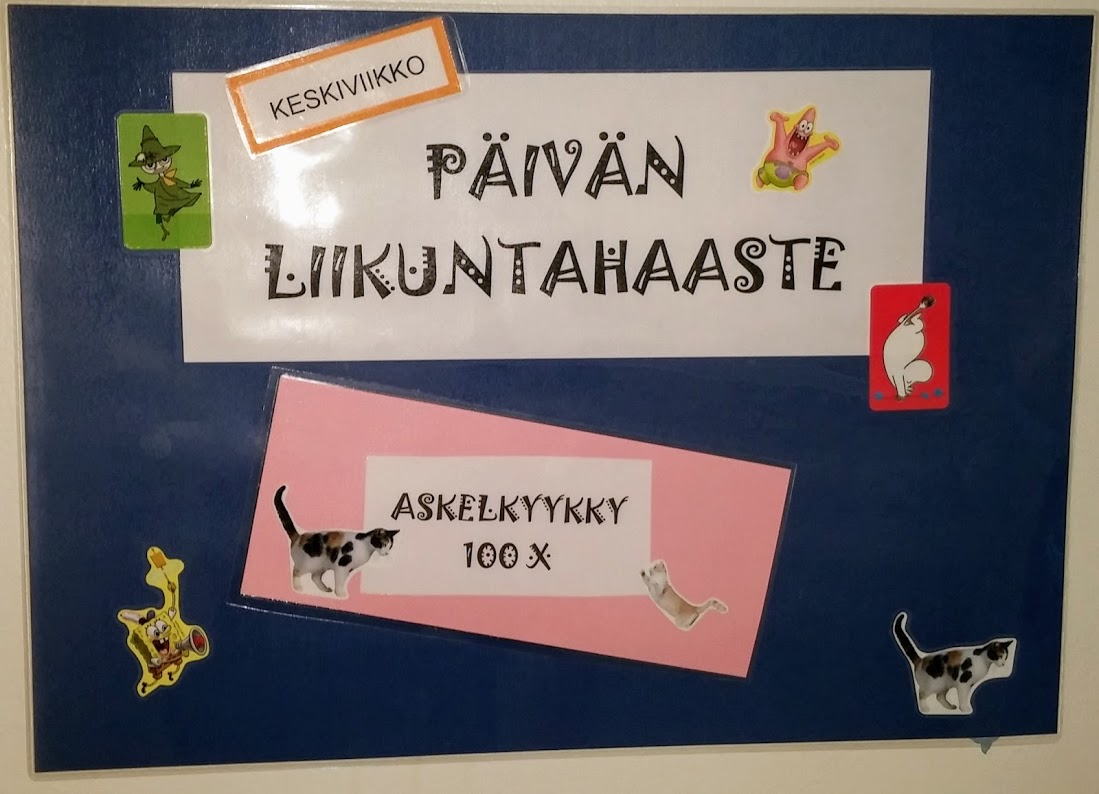 KESKIVIIKKO
PÄIVÄN
LIIKUNTAHAASTE
ASKELKYYKKY
100 X